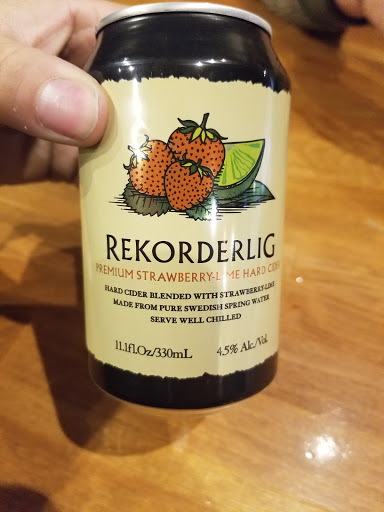 REKORDERLIG
PREMIUM STRAWBERRY-LIME HARD CIDER
HARD CIDER BLENDED WITH STRAWBERRY-LIME
MADE FROM PURE SWEDISH SPRING WATER
SERVE WELL CHILLED
11.1fl.Oz/330mL 4.5% Alc./Vol.